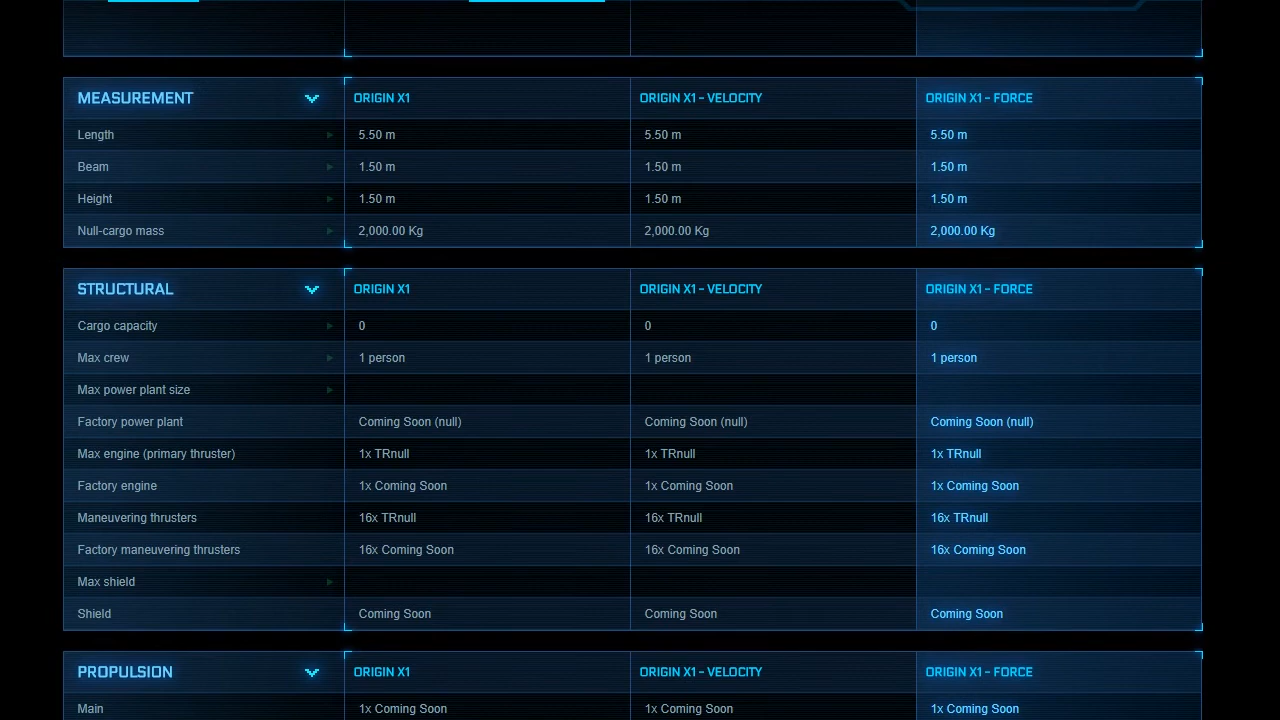 MEASUREMENT ORIGIN X1 ORIGIN X1 - VELOCITY ORIGIN X1 - FORCE
Length 5.50 m 5.50 m 5.50 m
Beam 1.50 m 1.50 m 1.50 m
Height 1.50 m 1.50 m 1.50 m
Null-cargo mass 2,000.00 Kg 2,000.00 Kg 2,000.00 Kg
STRUCTURAL ORIGIN X1 ORIGIN X1 - VELOCITY ORIGIN X1 - FORCE
Cargo capacity 0 0 0
Max crew 1 person 1 person 1 person
Max power plant size
Factory power plant Coming Soon (null) Coming Soon (null) Coming Soon (null)
Max engine (primary thruster) 1x TRnull 1x TRnull 1x TRnull
Factory engine 1x Coming Soon 1x Coming Soon 1x Coming Soon
Maneuvering thrusters 16x TRnull 16x TRnull 16x TRnull
Factory maneuvering thrusters 16x Coming Soon 16x Coming Soon 16x Coming Soon
Max shield
Shield Coming Soon Coming Soon Coming Soon
PROPULSION ORIGIN X1 ORIGIN X1 - VELOCITY ORIGIN X1 - FORCE
Main 1x Coming Soon 1x Coming Soon 1x Coming Soon